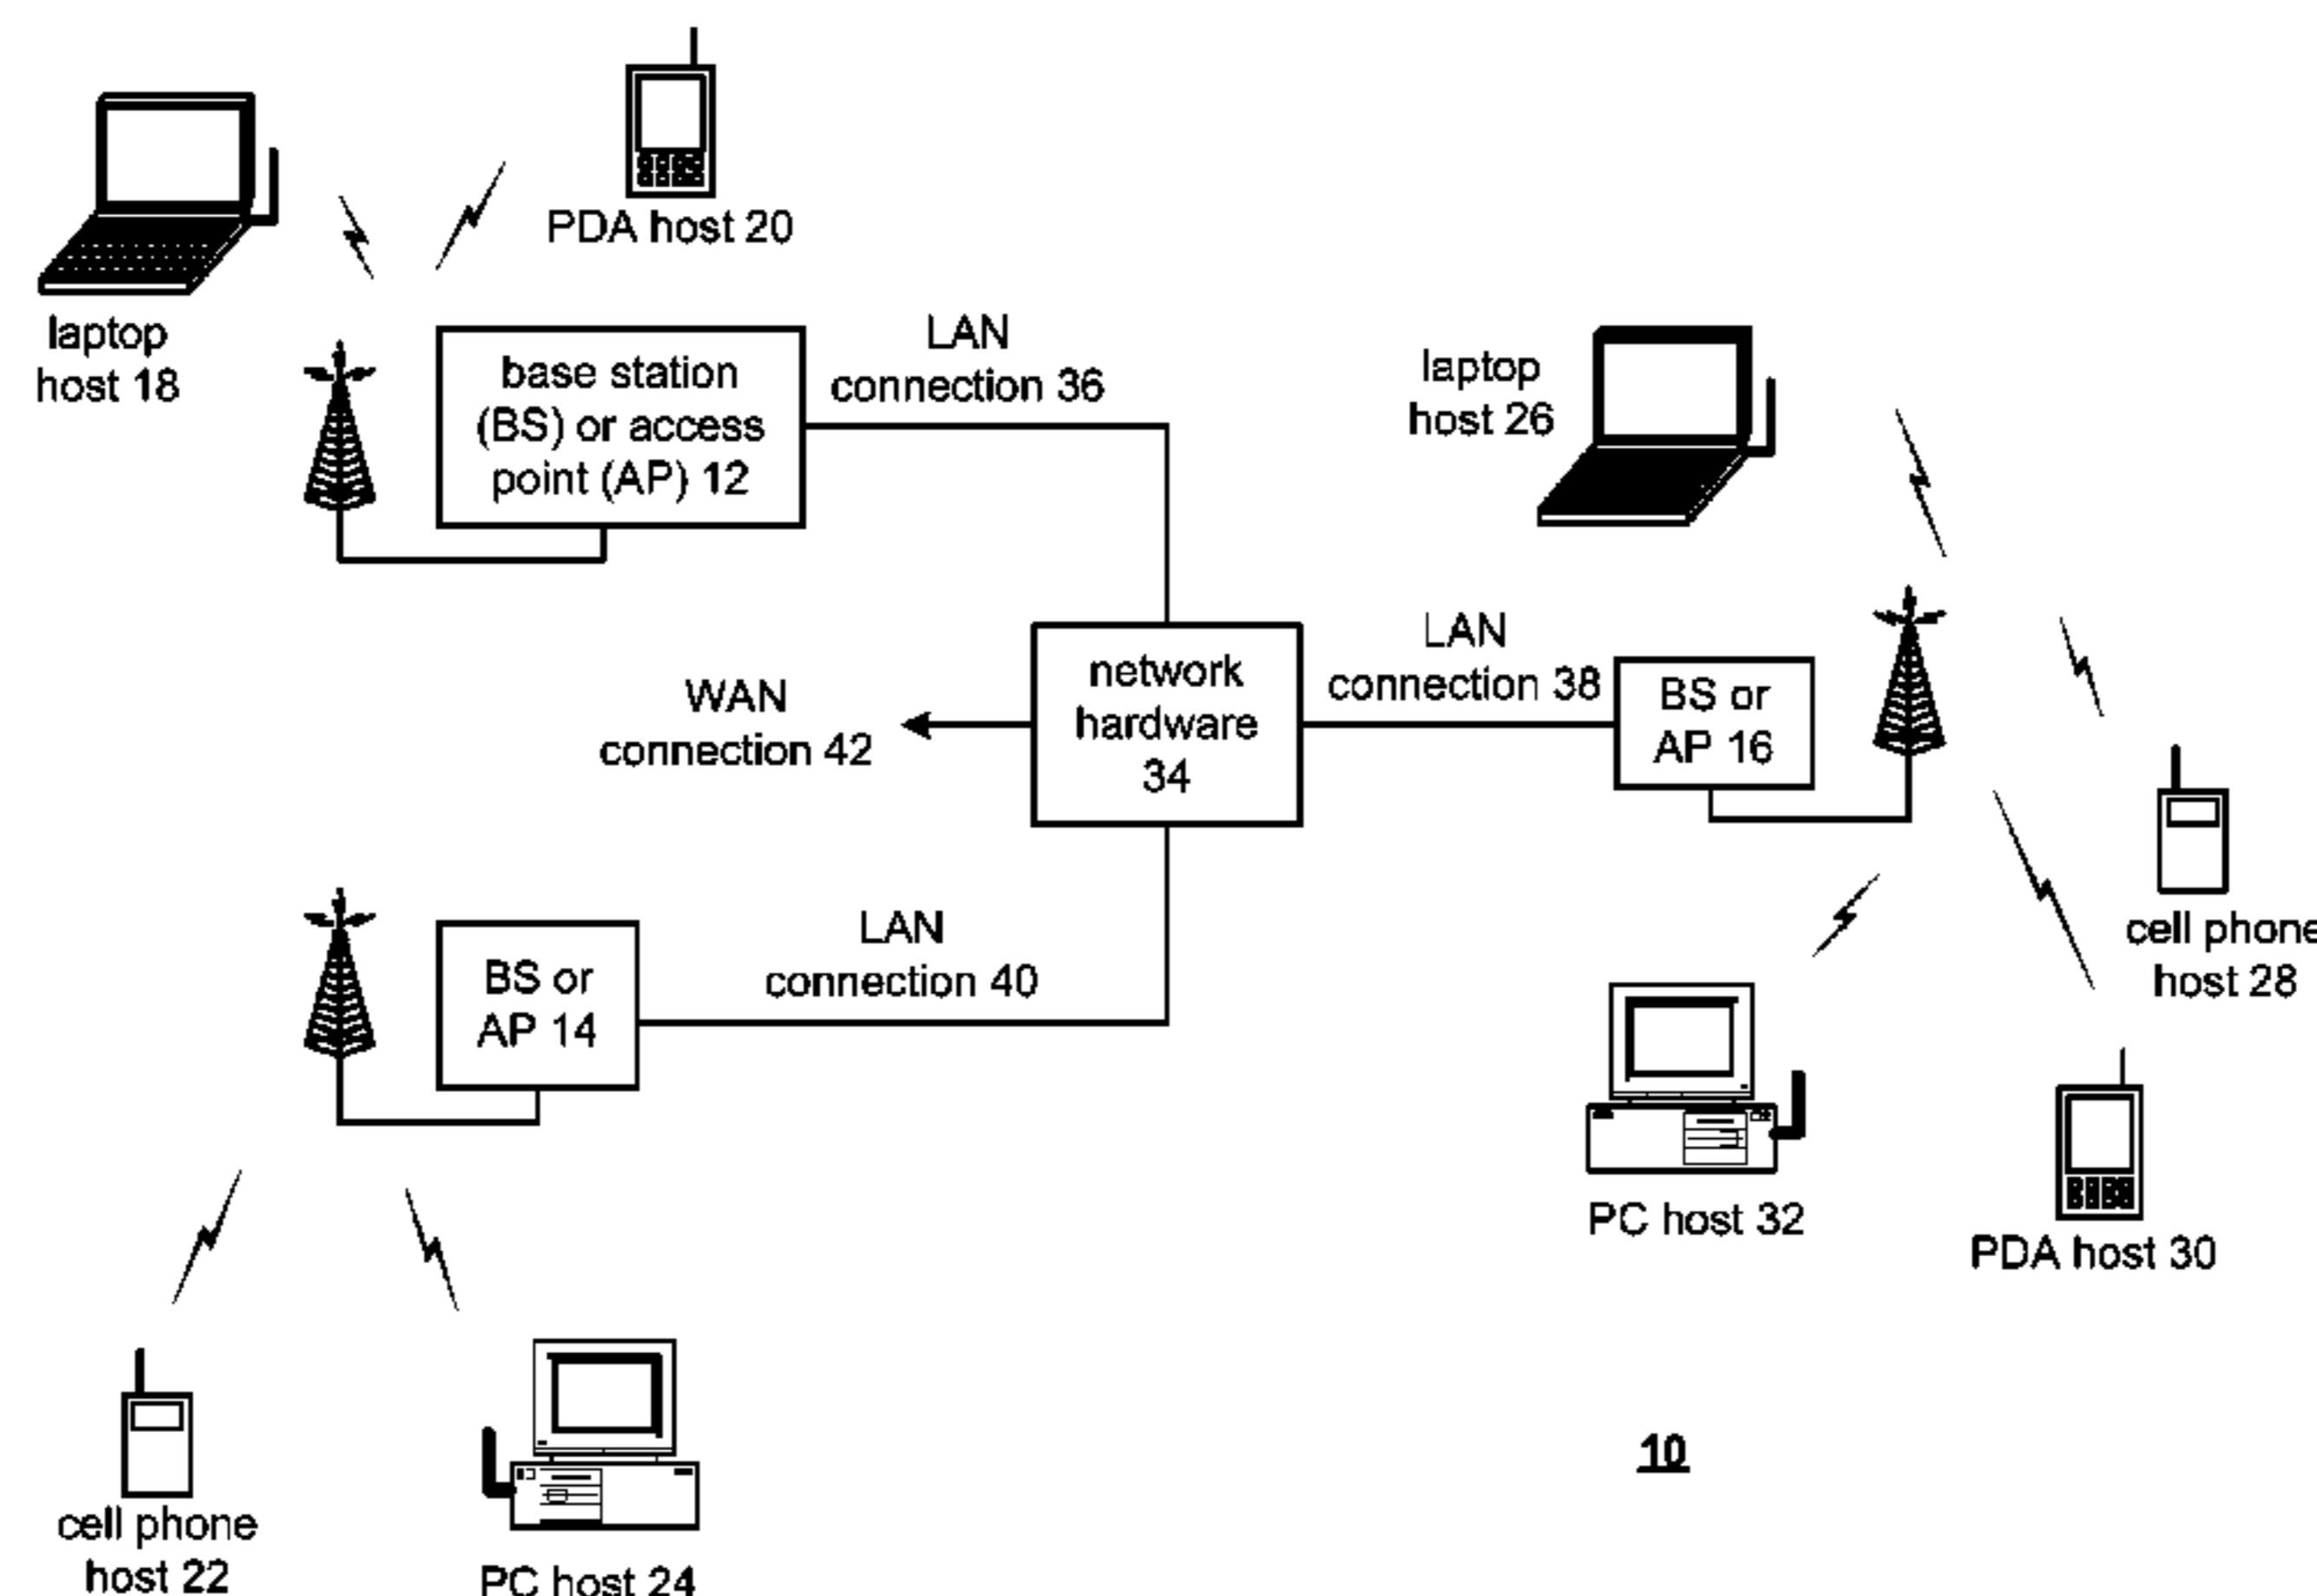 PDA host 20
laptop
host 18
base station
(BS) or access
point (AP) 12
LAN
connection 36
laptop
host 26
network
hardware
34
LAN
connection 38
BS or
AP 16
WAN
connection 42
cell phone
host 28
BS or
AP 14
LAN
connection 40
PC host 32
PDA host 30
10
cell phone
host 22
PC host 24